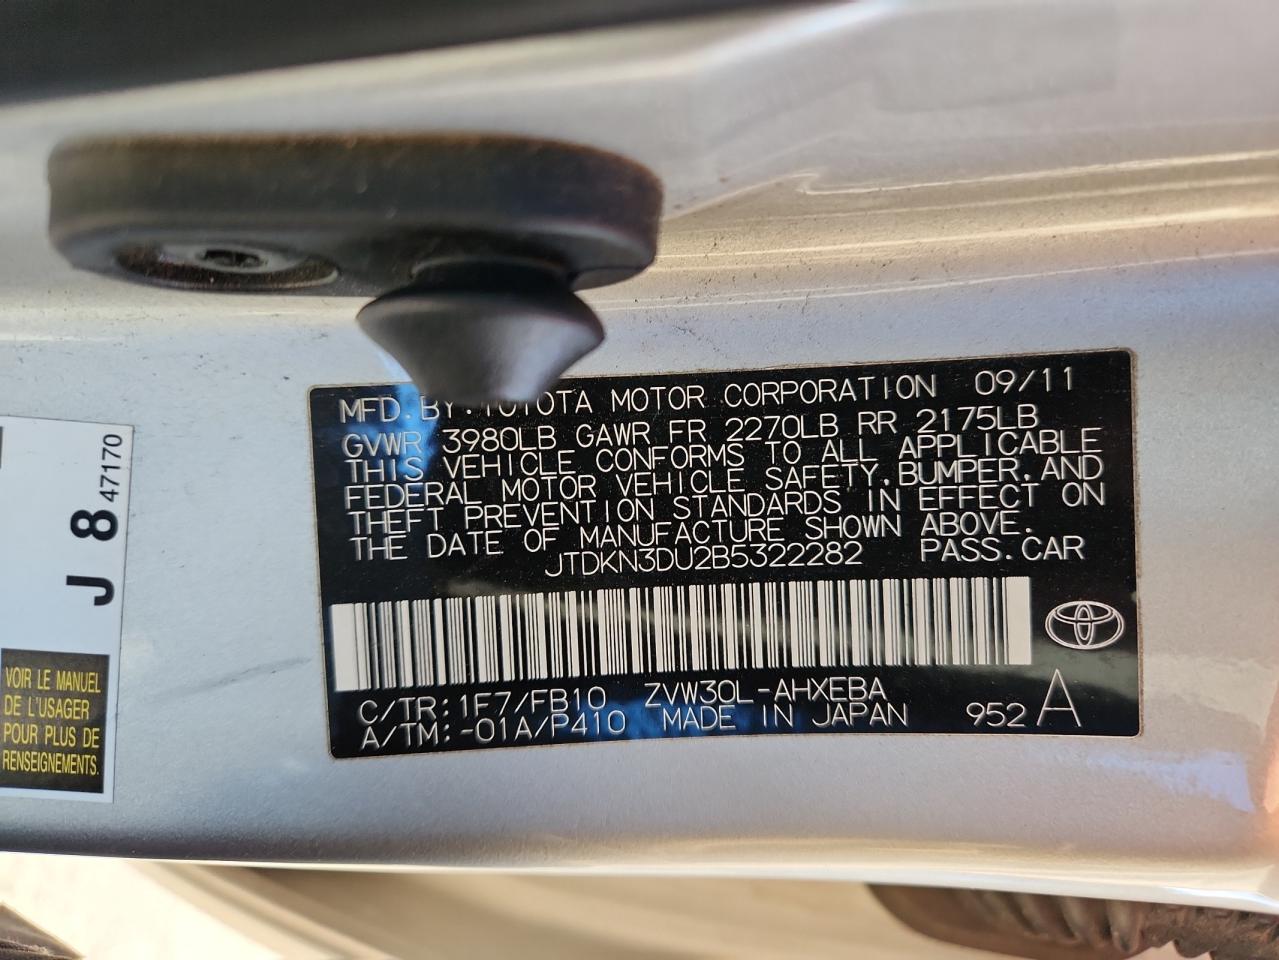 MFD. BY: TOYOTA MOTOR CORPORATION 09/11
GVWR 3980LB GAWR FR 2270LB RR 2175LB
THIS VEHICLE CONFORMS TO ALL APPLICABLE
FEDERAL MOTOR VEHICLE SAFETY, BUMPER, AND
THEFT PREVENTION STANDARDS IN EFFECT ON
THE DATE OF MANUFACTURE SHOWN ABOVE.
JTDKN3DU2B5322282 PASS.CAR
C/TR: 1F7/FB10 ZVW30L-AHXEBA
A/TM: -01A/P410 MADE IN JAPAN 952 A
J 8 47170
VOIR LE MANUEL
DE L'USAGER
POUR PLUS DE
RENSEIGNEMENTS.